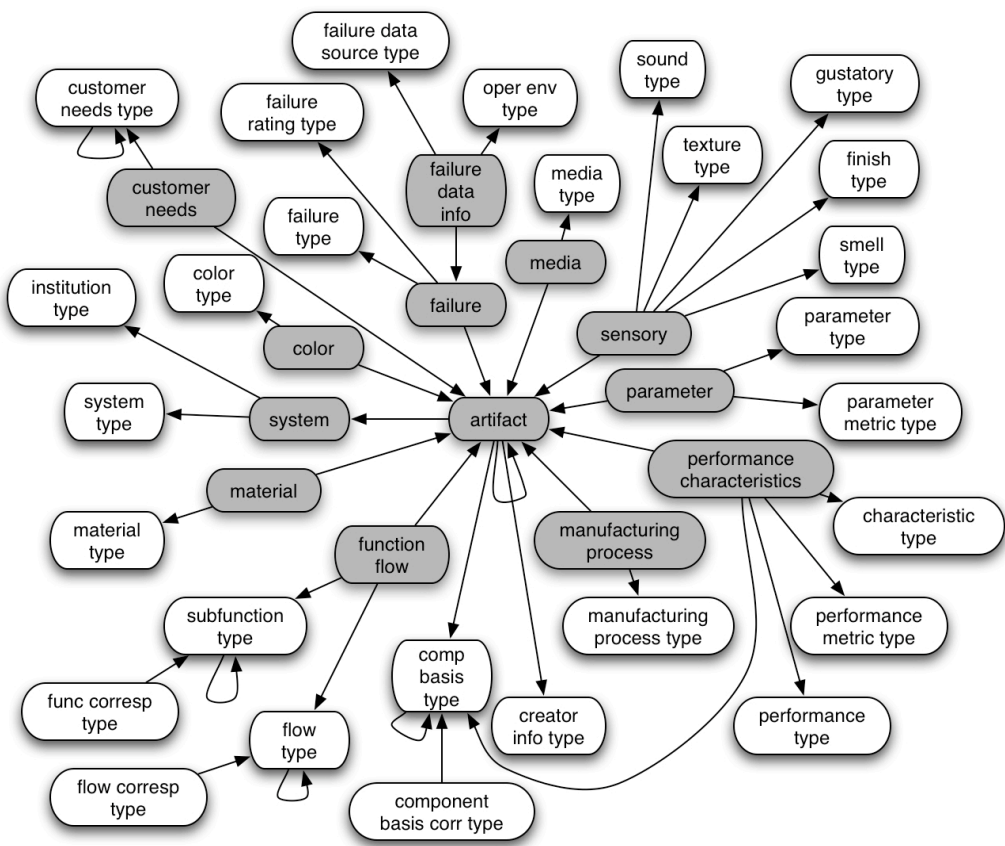 failure data
source type
customer
needs type
failure
rating type
oper env
type
sound
type
gustatory
type
texture
type
finish
type
customer
needs
failure
data
info
media
type
failure
type
media
smell
type
institution
type
color
type
failure
sensory
parameter
type
color
parameter
system
type
system
artifact
parameter
metric type
performance
characteristics
material
characteristic
type
material
type
function
flow
manufacturing
process
subfunction
type
manufacturing
process type
performance
metric type
comp
basis
type
func corresp
type
flow
type
creator
info type
performance
type
flow corresp
type
component
basis corr type